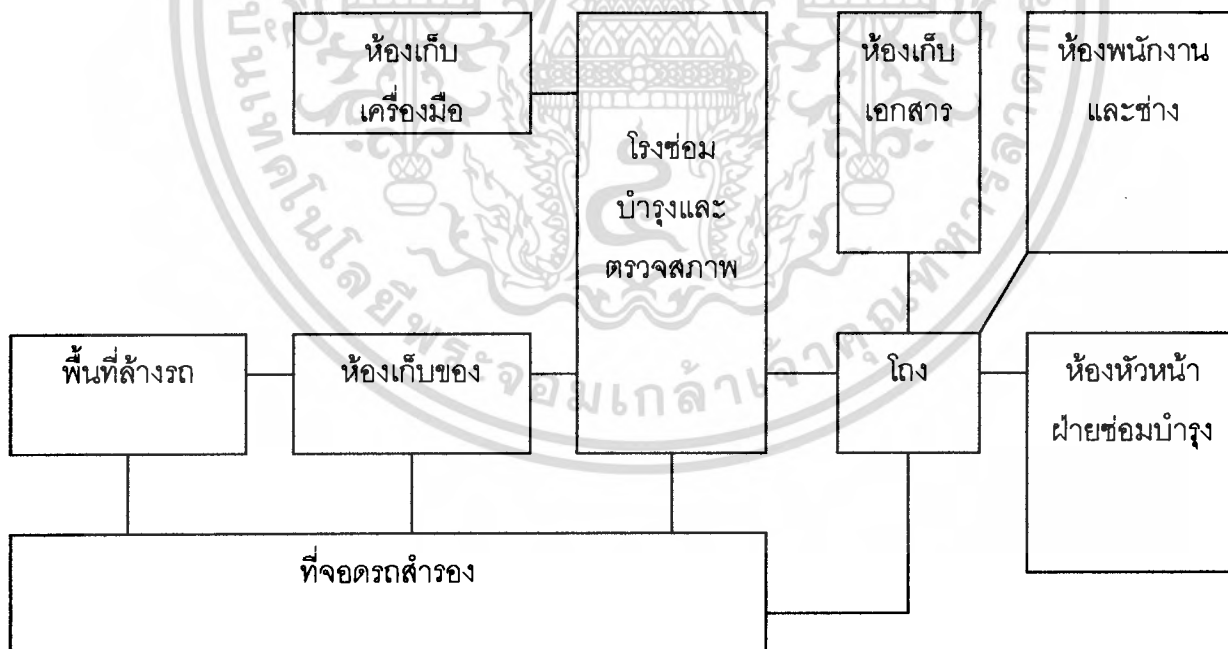 ห้องเก็บ
เครื่องมือ
โรงซ่อม
บำรุงและ
ตรวจสภาพ
ห้องเก็บ
เอกสาร
ห้องพนักงาน
และช่าง
พื้นที่ล้างรถ
ห้องเก็บของ
โถง
ห้องหัวหน้า
ฝ่ายซ่อมบำรุง
ที่จอดรถสำรอง